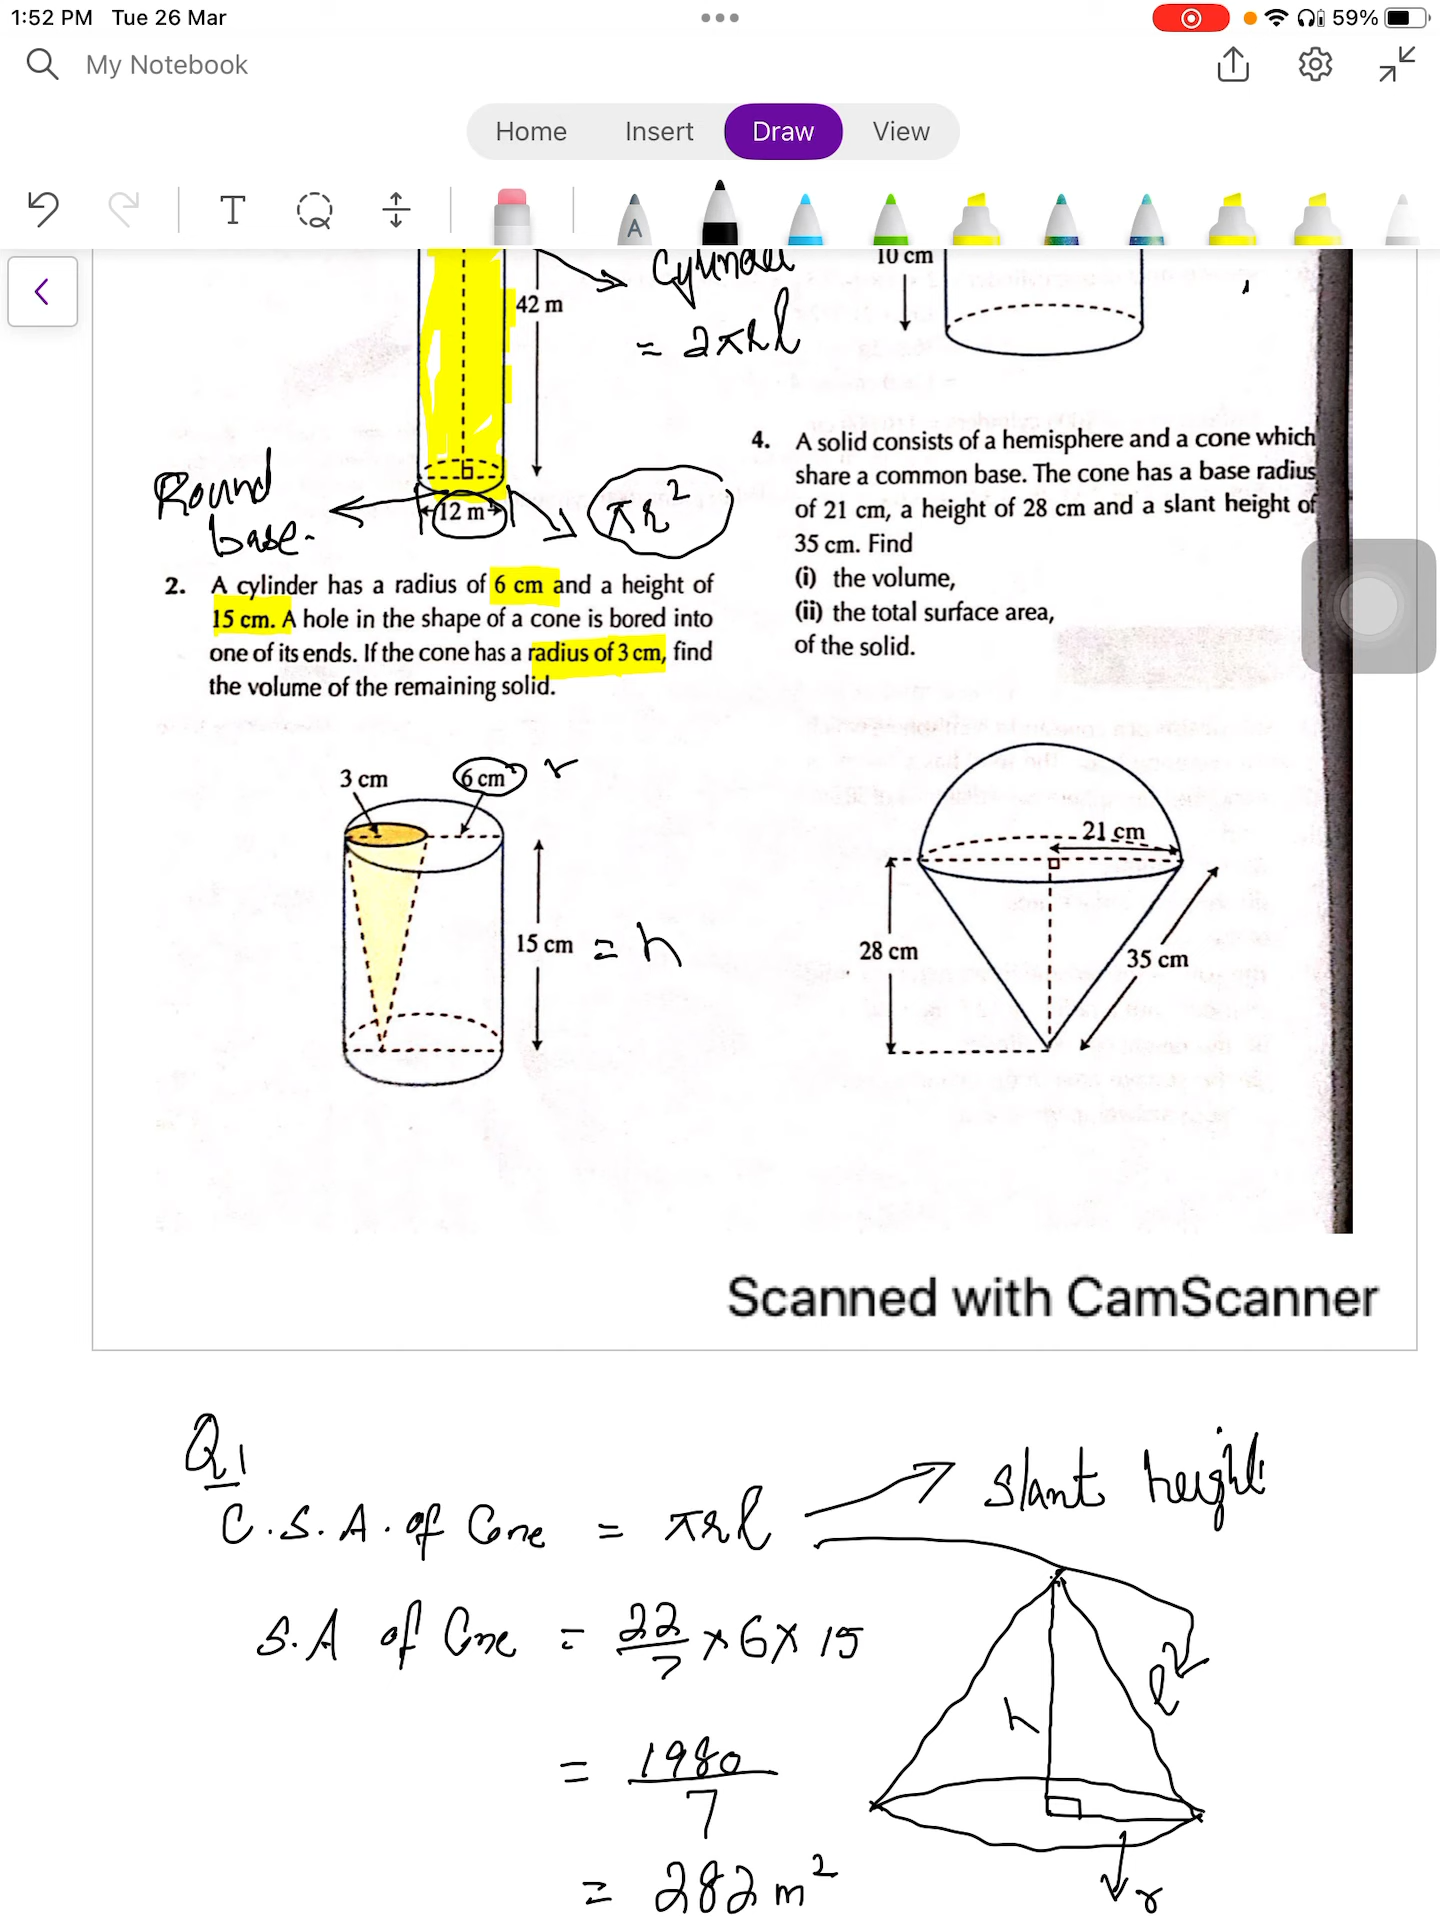 1:52 PM Tue 26 Mar
59%
My Notebook
Home Insert Draw View
T
A
42 m
Cylinder
= 2πrl
12 m
Round
base.
πr²
2. A cylinder has a radius of 6 cm and a height of
15 cm. A hole in the shape of a cone is bored into
one of its ends. If the cone has a radius of 3 cm, find
the volume of the remaining solid.
3 cm
6 cm
r
15 cm = h
10 cm
4. A solid consists of a hemisphere and a cone which
share a common base. The cone has a base radius
of 21 cm, a height of 28 cm and a slant height of
35 cm. Find
(i) the volume,
(ii) the total surface area,
of the solid.
21 cm
28 cm
35 cm
Scanned with CamScanner
Q1
C.S.A. of Cone = πrl
slant height
S.A of Cone = 22/7 × 6 × 15
= 1980/7
= 282 m²
h
l
r